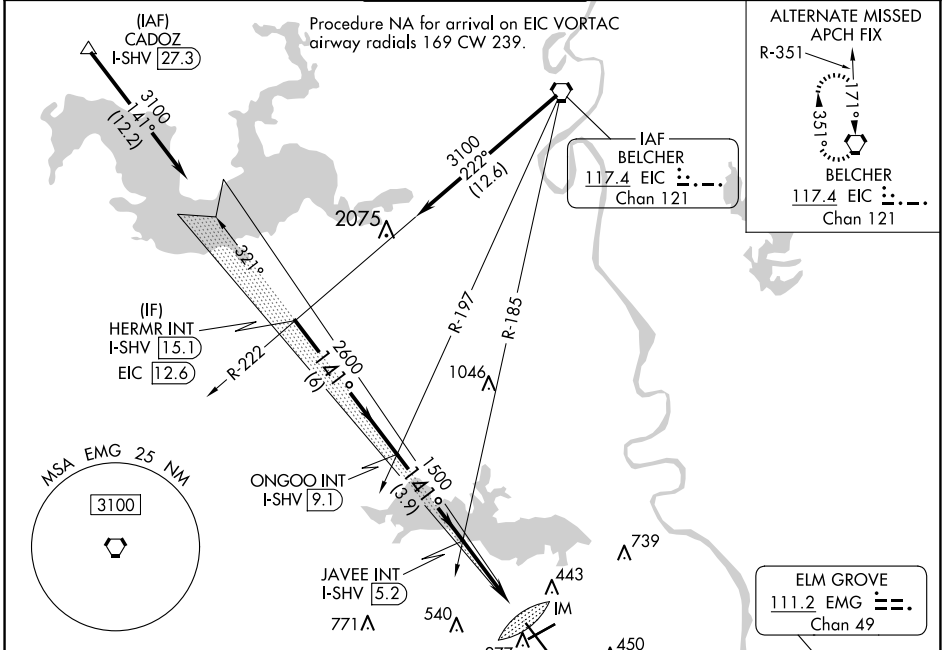 (IAF)
CADOZ
I-SHV 27.3
Procedure NA for arrival on EIC VORTAC
airway radials 169 CW 239.
ALTERNATE MISSED
APCH FIX
R-351
171°
351°
BELCHER
117.4 EIC
Chan 121
3100
141°
(12.2)
3100
222°
(12.6)
IAF
BELCHER
117.4 EIC
Chan 121
2075
321°
(IF)
HERMR INT
I-SHV 15.1
EIC 12.6
R-222
R-197
R-185
2600
141°
(6)
1046
MSA EMG 25 NM
3100
ONGOO INT
I-SHV 9.1
1500
141°
(3.9)
JAVEE INT
I-SHV 5.2
739
443
IM
771
540
450
ELM GROVE
111.2 EMG
Chan 49